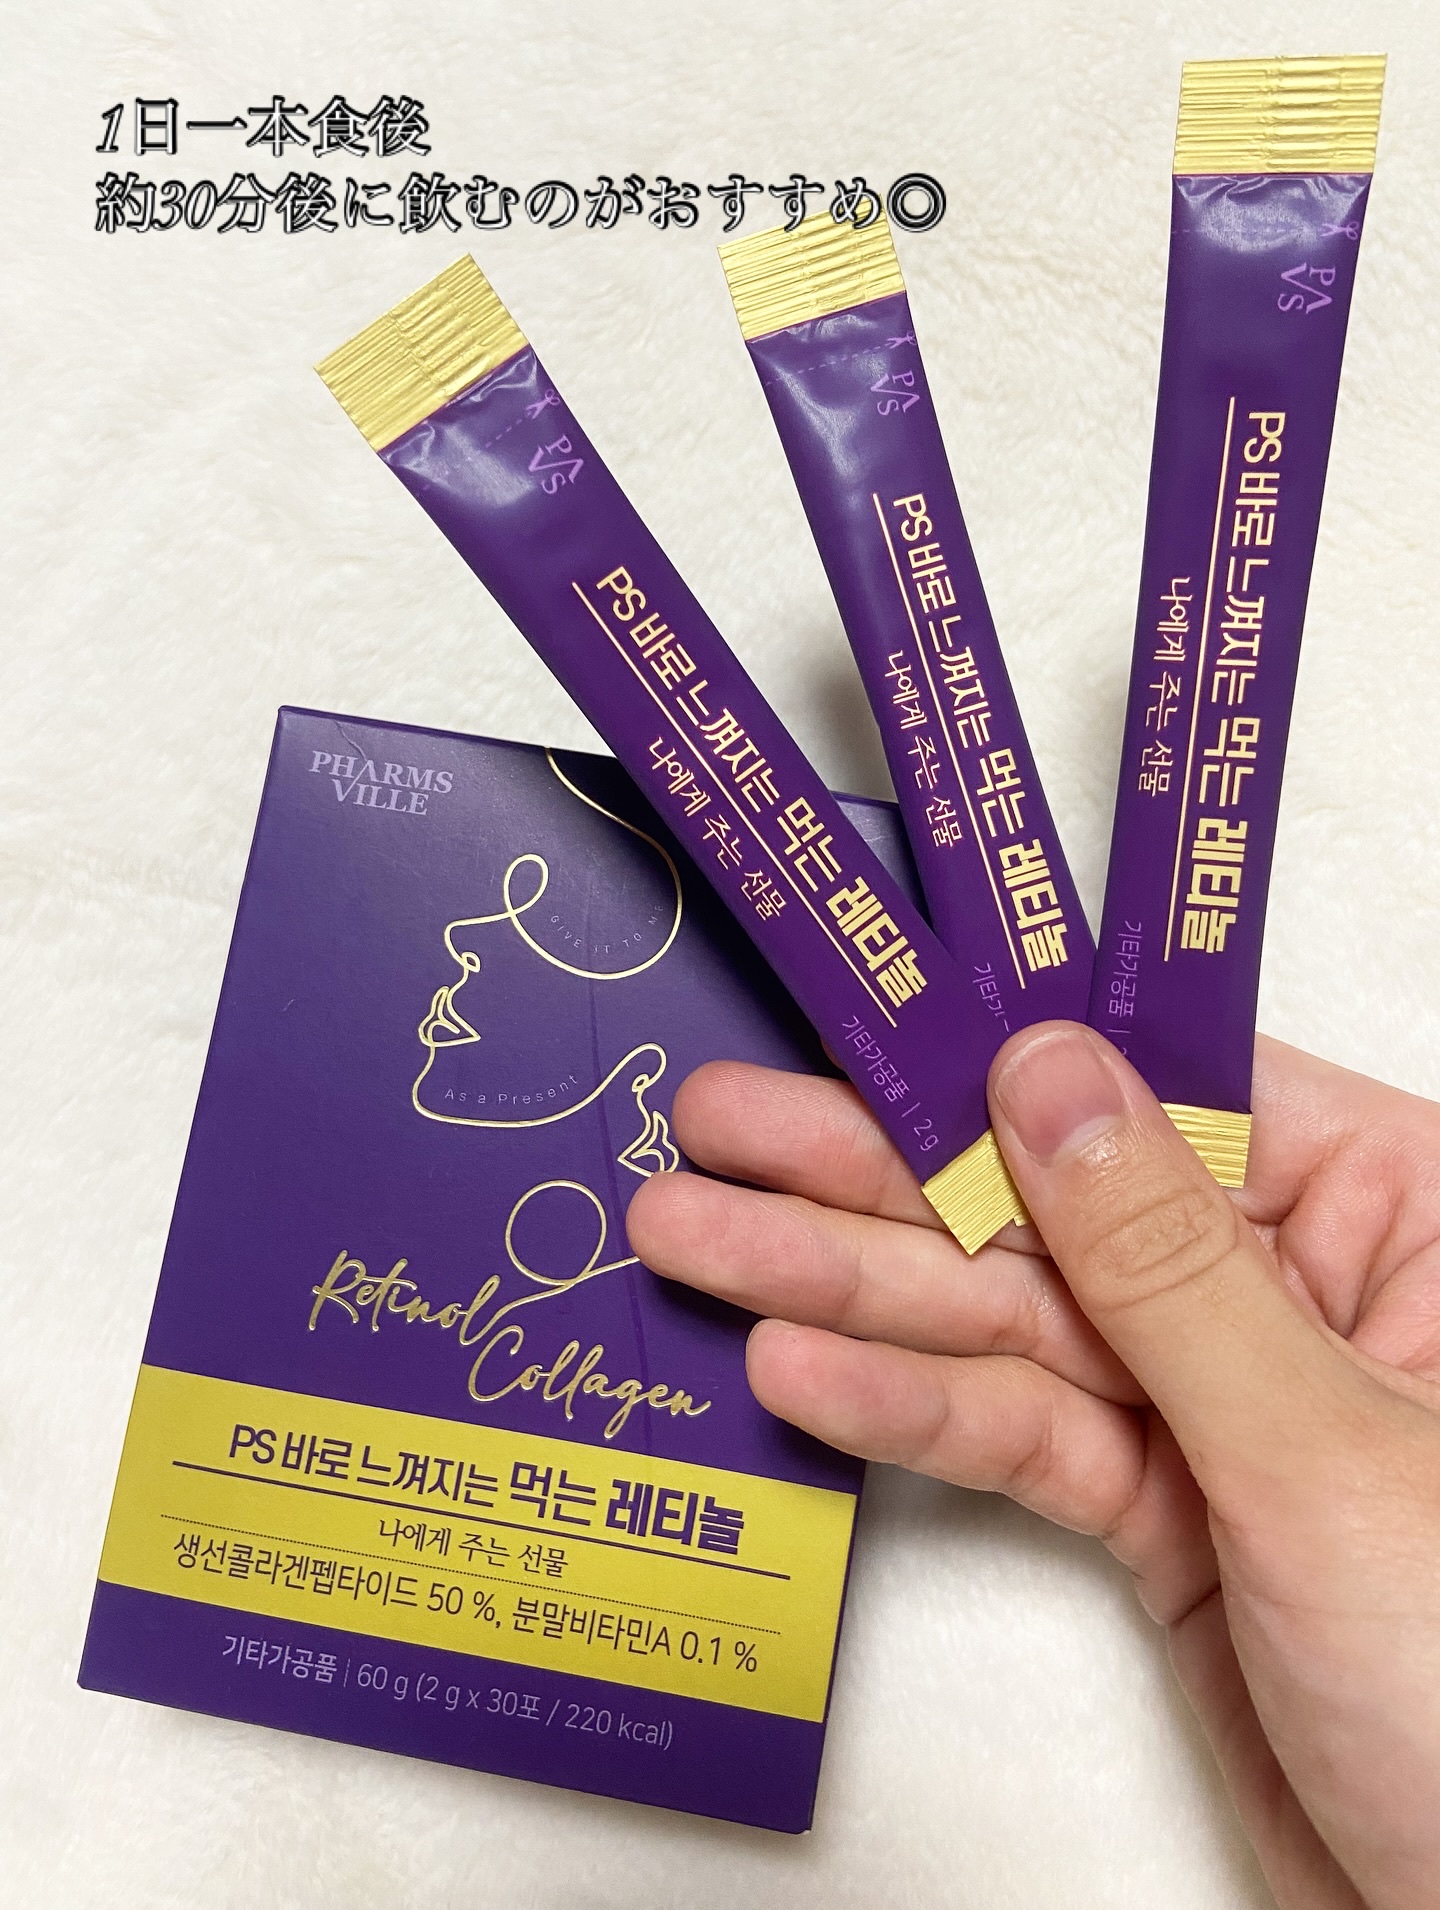 1日一本食後
約30分後に飲むのがおすすめ◎
PS
PS 바로 느껴지는 먹는 레티놀
나에게 주는 선물
기타가공품 | 2 g
PS
PS 바로 느껴지는 먹는 레티놀
나에게 주는 선물
기타가
PS
PS 바로 느껴지는 먹는 레티놀
나에게 주는 선물
기타가공품 |
PHARMS
VILLE
GIVE IT TO ME
As a Present
Retinol
Collagen
PS 바로 느껴지는 먹는 레티놀
나에게 주는 선물
생선콜라겐펩타이드 50 %, 분말비타민A 0.1 %
기타가공품 | 60 g (2 g x 30포 / 220 kcal)